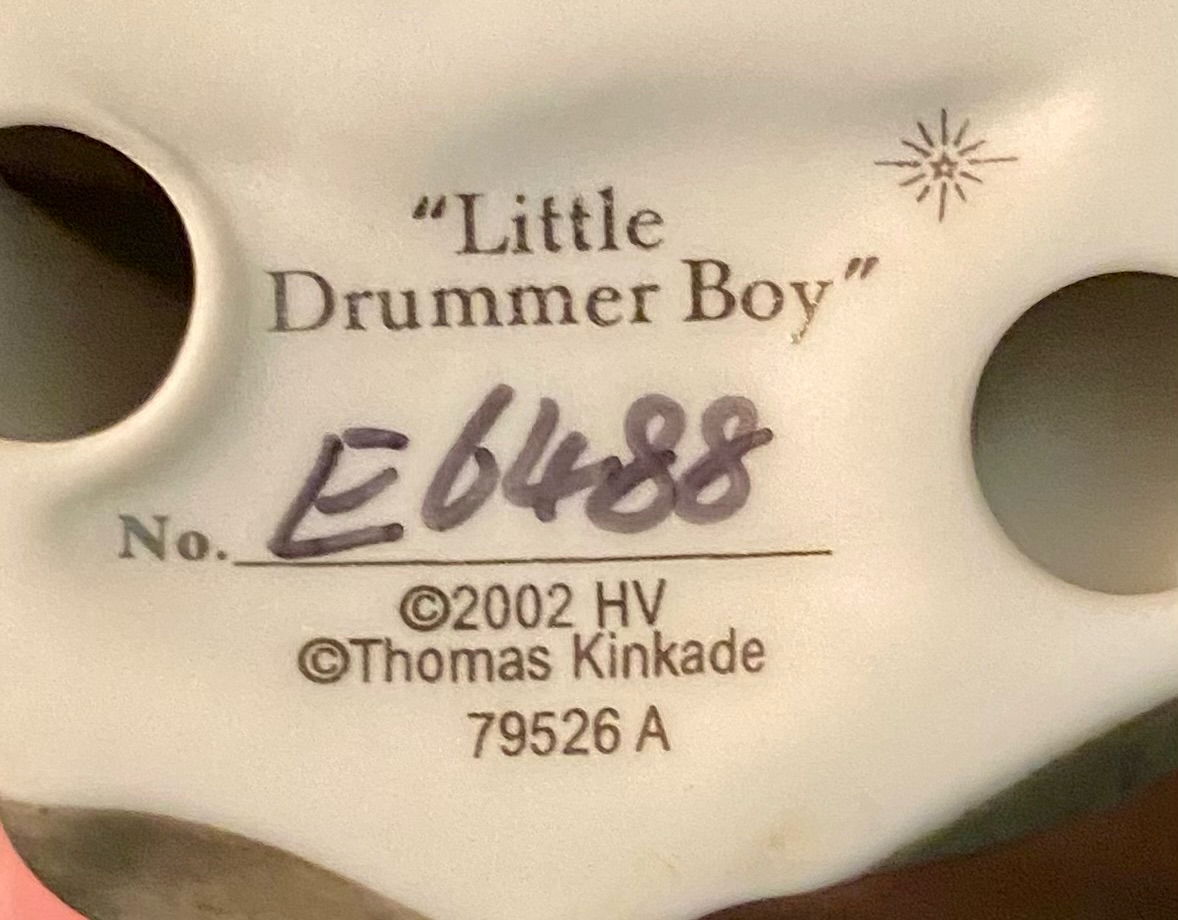 “Little
Drummer Boy”
No. E6488
©2002 HV
©Thomas Kinkade
79526 A